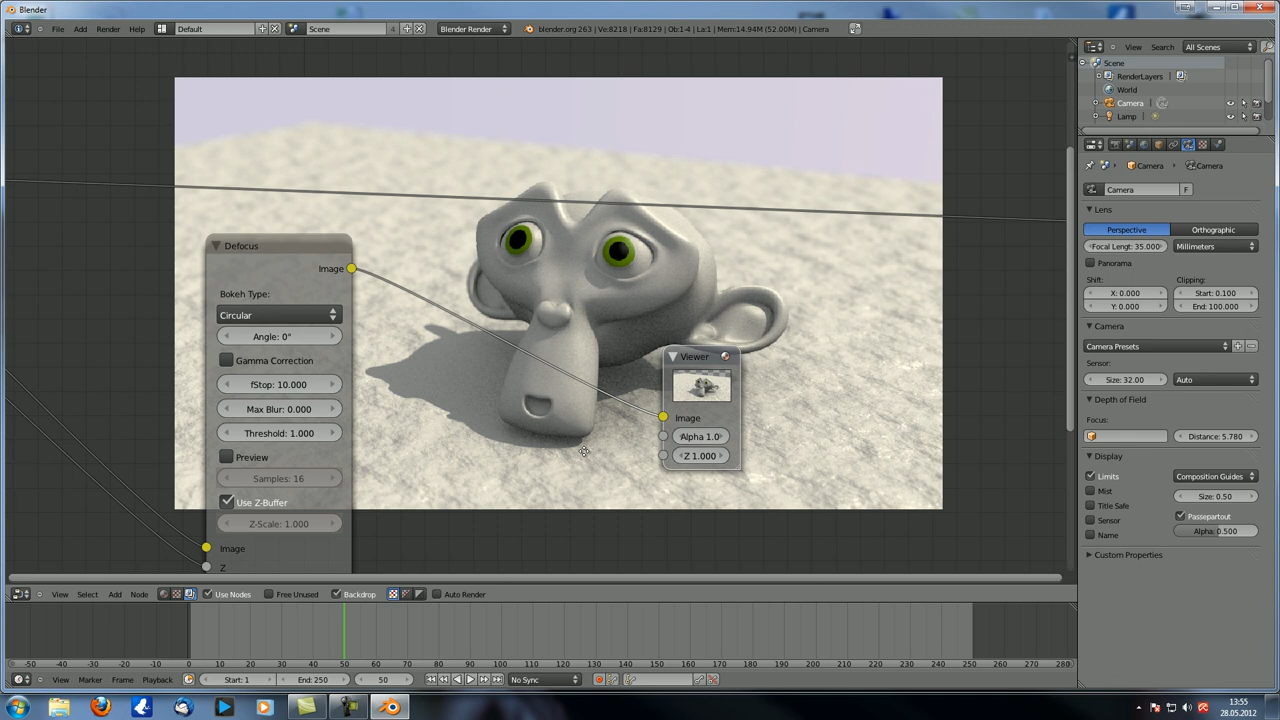 Blender
File Add Render Help Default Scene 4 Blender Render blender.org 263 | Ve:8218 | Fa:8129 | Ob:1-4 | La:1 | Mem:14.94M (52.00M) | Camera
View Search All Scenes
Scene
RenderLayers
World
Camera
Lamp
Camera Camera
Camera F
Lens
Perspective Orthographic
Focal Lengt: 35.000 Millimeters
Panorama
Shift: Clipping:
X: 0.000 Start: 0.100
Y: 0.000 End: 100.000
Camera
Camera Presets
Sensor:
Size: 32.00 Auto
Depth of Field
Focus:
Distance: 5.780
Display
Limits Composition Guides
Mist Size: 0.50
Title Safe Passepartout
Sensor Alpha: 0.500
Name
Custom Properties
Defocus
Image
Bokeh Type:
Circular
Angle: 0°
Gamma Correction
fStop: 10.000
Max Blur: 0.000
Threshold: 1.000
Preview
Samples: 16
Use Z-Buffer
Z-Scale: 1.000
Image
Z
Viewer
Image
Alpha 1.0
Z 1.000
View Select Add Node Use Nodes Free Unused Backdrop Auto Render
-50 -40 -30 -20 -10 0 10 20 30 40 50 60 70 80 90 100 110 120 130 140 150 160 170 180 190 200 210 220 230 240 250 260 270 280
View Marker Frame Playback Start: 1 End: 250 50 No Sync
13:55
28.05.2012